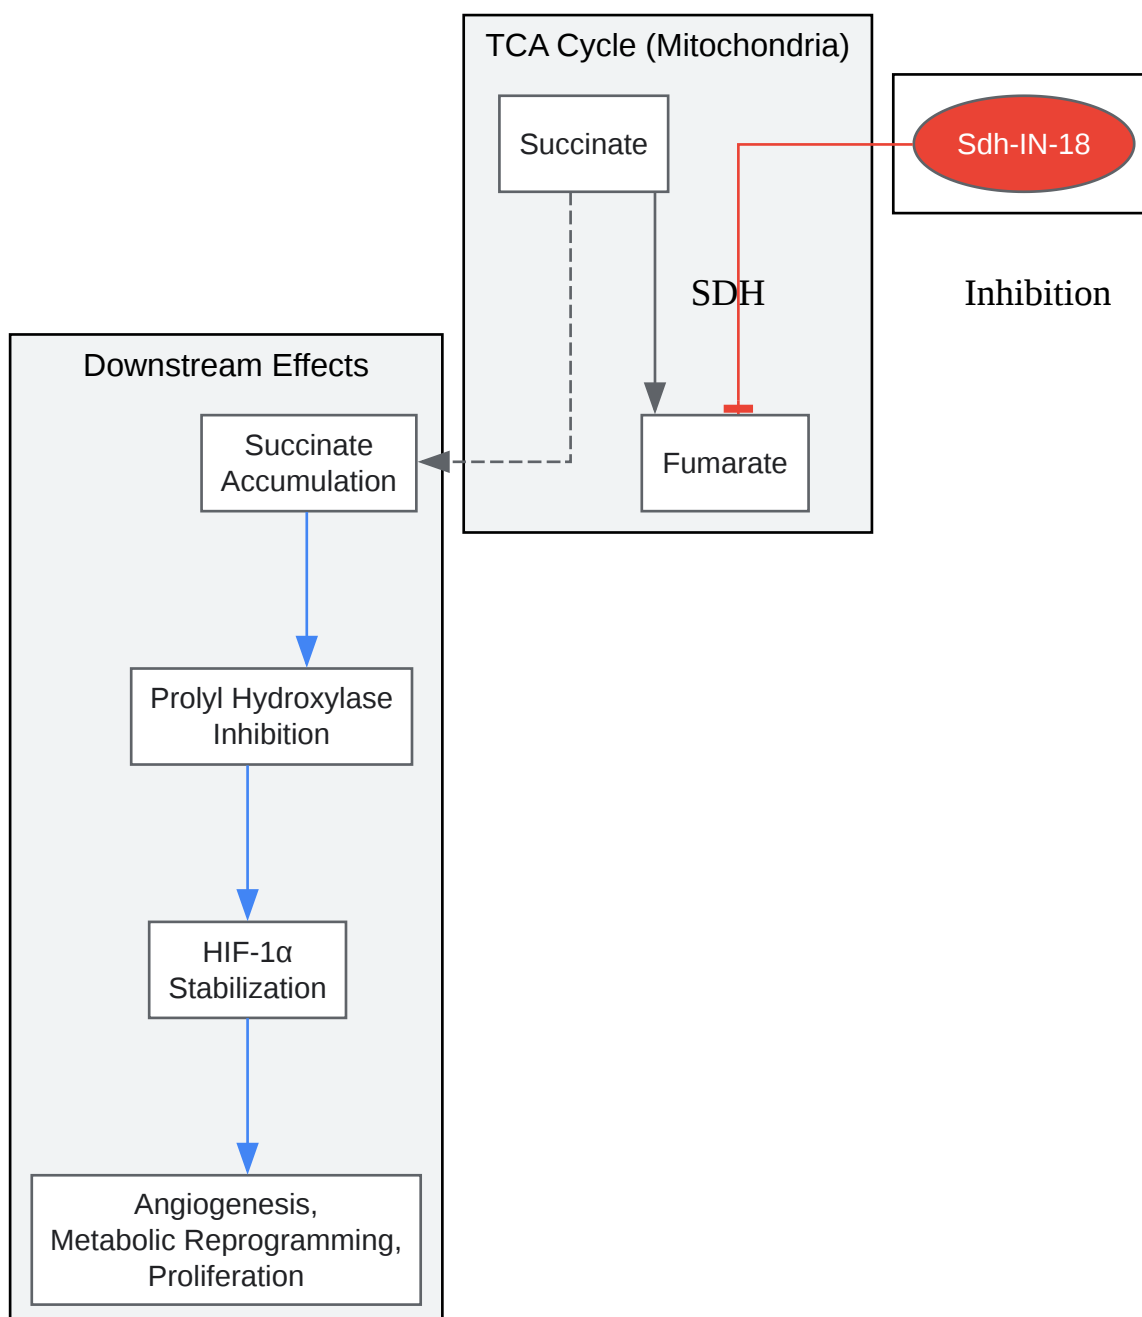 TCA Cycle (Mitochondria)
Succinate
Sdh-IN-18
SDH
Inhibition
Fumarate
Downstream Effects
Succinate
Accumulation
Prolyl Hydroxylase
Inhibition
HIF-1α
Stabilization
Angiogenesis,
Metabolic Reprogramming,
Proliferation